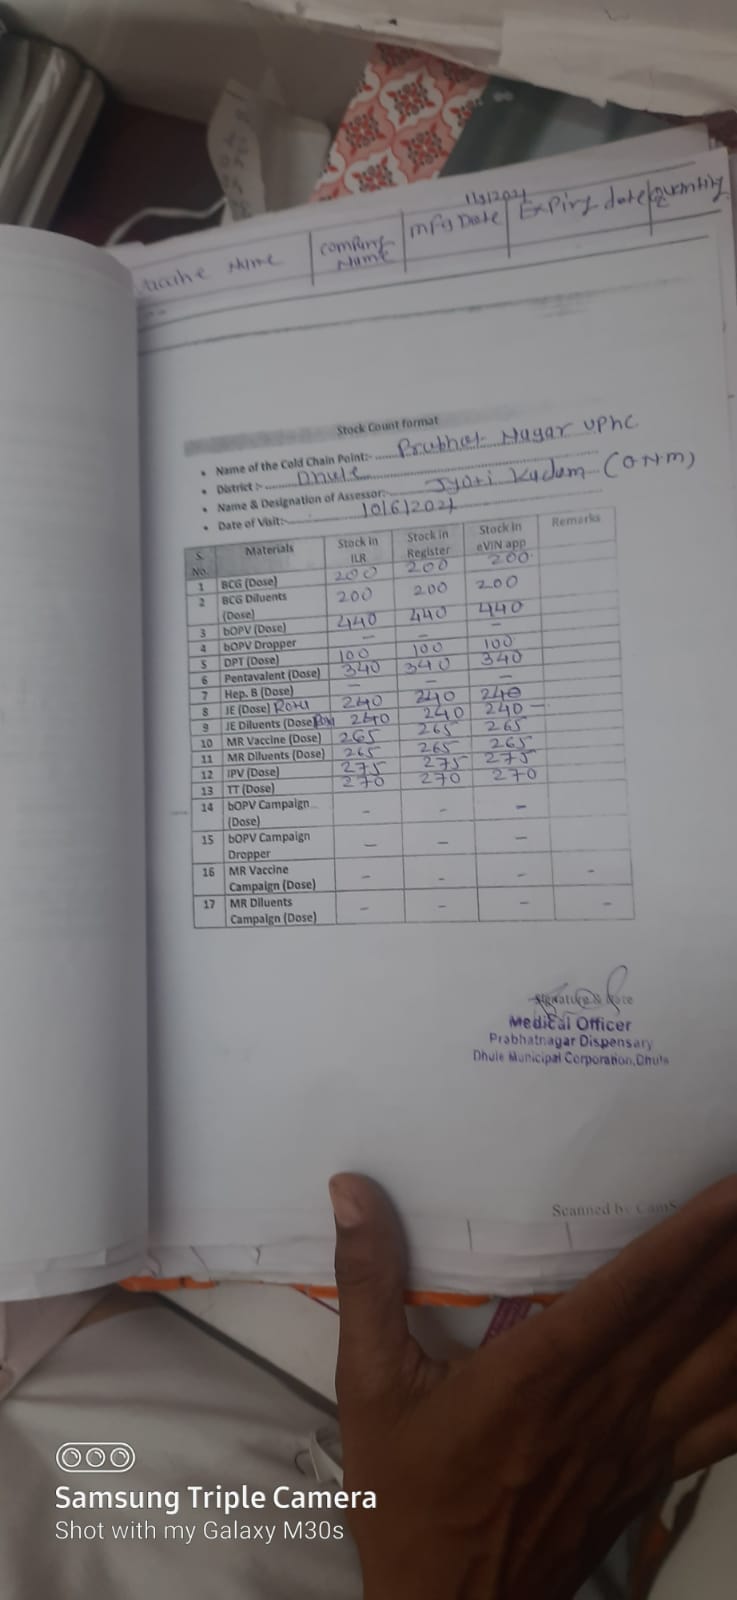 11/3/2021
Name | Company Name | Mfg Date | Expiry date | Quantity
Stock Count format
• Name of the Cold Chain Point:- Prabhat Nagar UPHC
• District :- Dhule
• Name & Designation of Assessor: Jyoti Kadam (ANM)
• Date of Visit:- 10/6/2021
S. No. | Materials | Stock in ILR | Stock in Register | Stock in eVIN app | Remarks
1 | BCG (Dose) | 200 | 200 | 200
2 | BCG Diluents (Dose) | 200 | 200 | 200
3 | bOPV (Dose) | 440 | 440 | 440
4 | bOPV Dropper | – | – | –
5 | DPT (Dose) | 100 | 100 | 100
6 | Pentavalent (Dose) | 340 | 340 | 340
7 | Hep. B (Dose) | – | – | –
8 | JE (Dose) Rota | 240 | 240 | 240
9 | JE Diluents (Dose) | 240 | 240 | 240 –
10 | MR Vaccine (Dose) | 265 | 265 | 265
11 | MR Diluents (Dose) | 265 | 265 | 265
12 | IPV (Dose) | 275 | 275 | 275
13 | TT (Dose) | 270 | 270 | 270
14 | bOPV Campaign (Dose) | – | – | –
15 | bOPV Campaign Dropper | – | – | –
16 | MR Vaccine Campaign (Dose) | – | – | – | –
17 | MR Diluents Campaign (Dose) | – | – | – | –
Signature & Date
Medical Officer
Prabhatnagar Dispensary
Dhule Municipal Corporation, Dhule
Scanned by CamS
Samsung Triple Camera
Shot with my Galaxy M30s